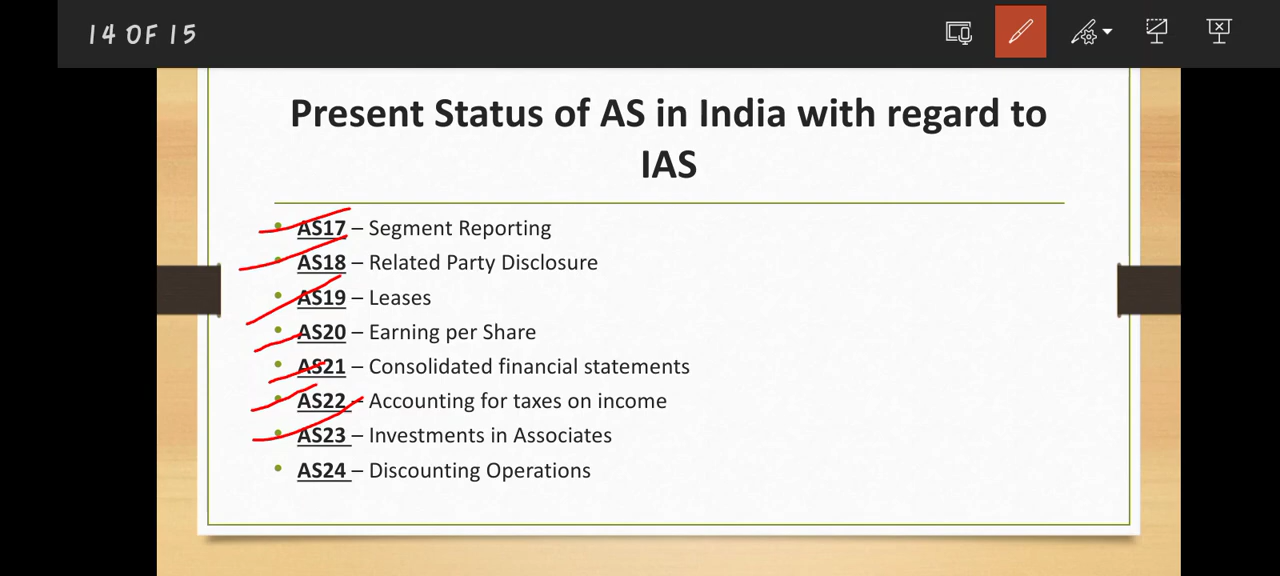 14 OF 15
Present Status of AS in India with regard to
IAS
• AS17 – Segment Reporting
• AS18 – Related Party Disclosure
• AS19 – Leases
• AS20 – Earning per Share
• AS21 – Consolidated financial statements
• AS22 – Accounting for taxes on income
• AS23 – Investments in Associates
• AS24 – Discounting Operations